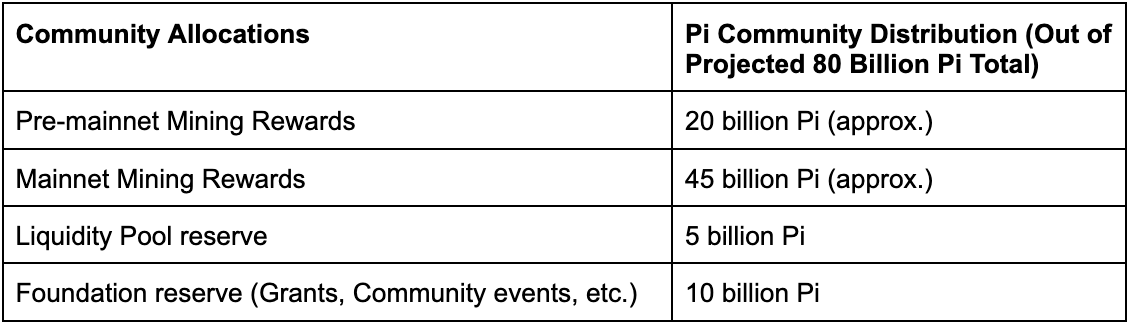 Community Allocations
Pi Community Distribution (Out of
Projected 80 Billion Pi Total)
Pre-mainnet Mining Rewards
20 billion Pi (approx.)
Mainnet Mining Rewards
45 billion Pi (approx.)
Liquidity Pool reserve
5 billion Pi
Foundation reserve (Grants, Community events, etc.)
10 billion Pi